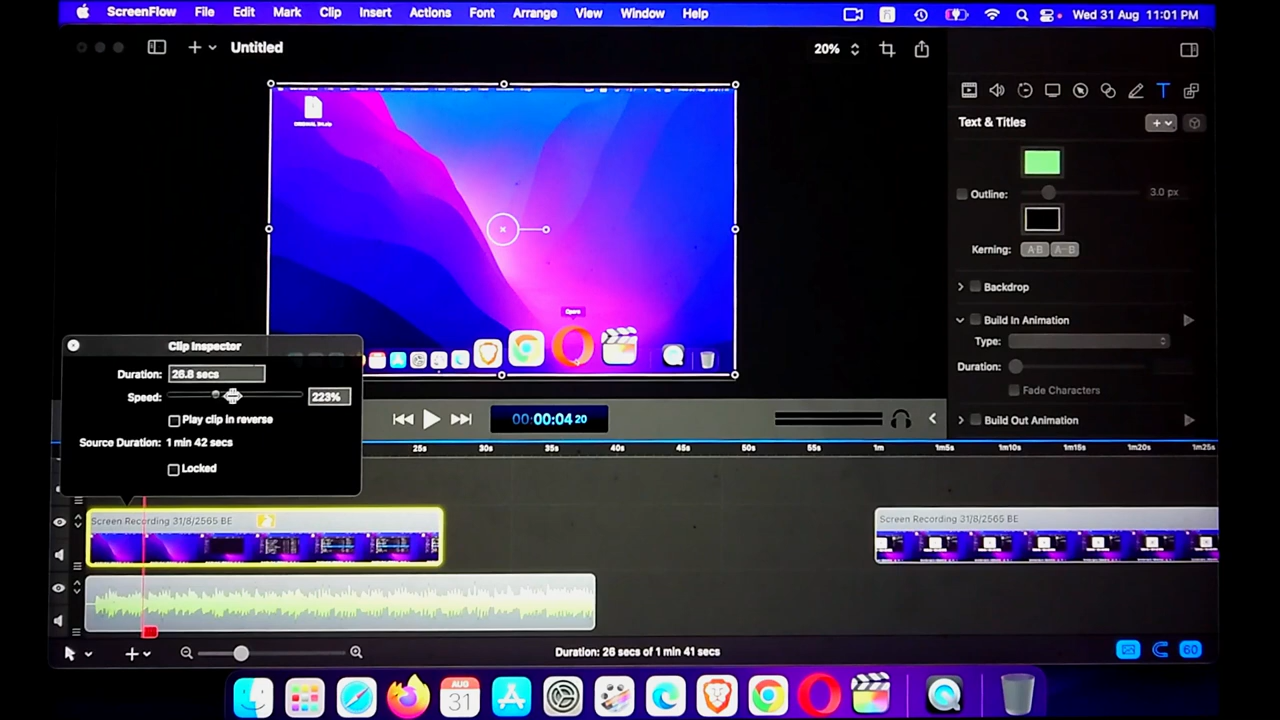 ScreenFlow File Edit Mark Clip Insert Actions Font Arrange View Window Help Wed 31 Aug 11:01 PM
Untitled 20%
Text & Titles
Outline: 3.0 px
Kerning: A·B A–B
Backdrop
Build In Animation
Type:
Duration:
Fade Characters
Build Out Animation
Opera
Clip Inspector
Duration: 26.8 secs
Speed: 223%
Play clip in reverse
Source Duration: 1 min 42 secs
Locked
00:00:04 20
25s 30s 35s 40s 45s 50s 55s 1m 1m5s 1m10s 1m15s 1m20s 1m25s
Screen Recording 31/8/2565 BE
Screen Recording 31/8/2565 BE
Duration: 26 secs of 1 min 41 secs
60
AUG
31